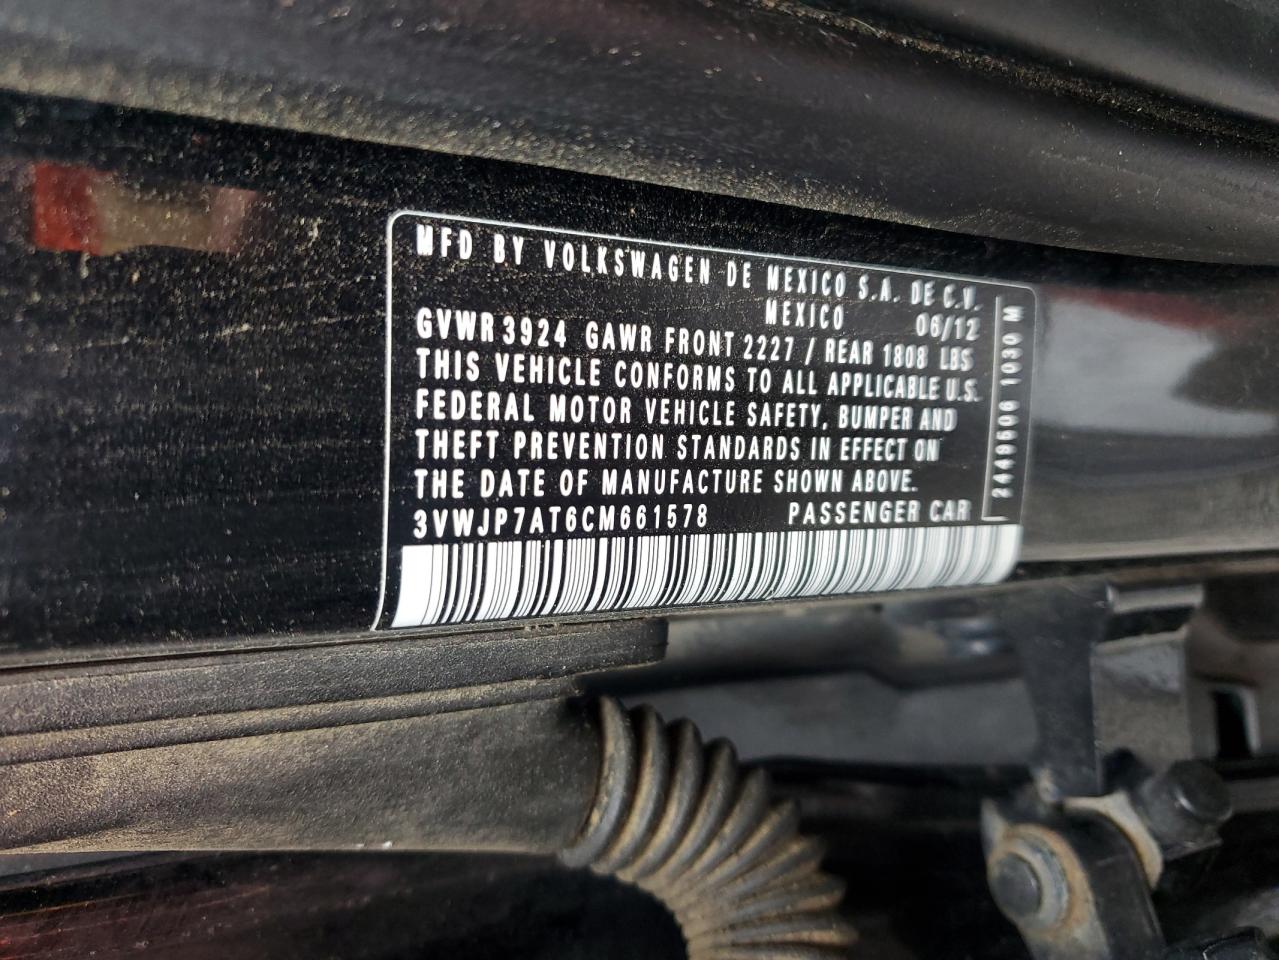 MFD BY VOLKSWAGEN DE MEXICO S.A. DE C.V.
MEXICO 06/12
GVWR 3924 GAWR FRONT 2227 / REAR 1808 LBS
THIS VEHICLE CONFORMS TO ALL APPLICABLE U.S.
FEDERAL MOTOR VEHICLE SAFETY, BUMPER AND
THEFT PREVENTION STANDARDS IN EFFECT ON
THE DATE OF MANUFACTURE SHOWN ABOVE.
3VWJP7AT6CM661578 PASSENGER CAR
2449606 1030 M